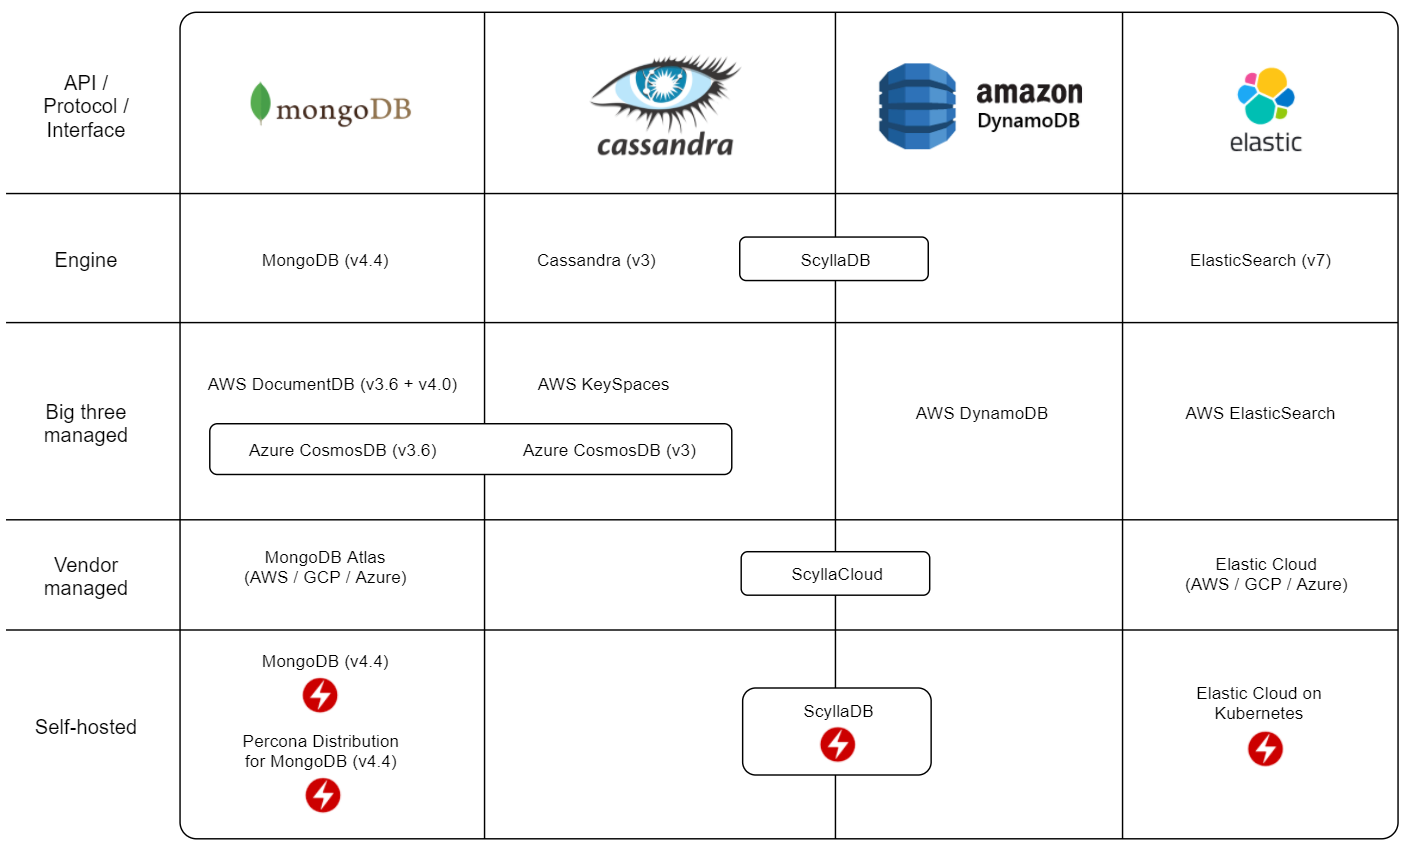 API /
Protocol /
Interface
mongoDB
cassandra
amazon
DynamoDB
elastic
Engine
MongoDB (v4.4)
Cassandra (v3)
ScyllaDB
ElasticSearch (v7)
Big three
managed
AWS DocumentDB (v3.6 + v4.0)
AWS KeySpaces
Azure CosmosDB (v3.6)
Azure CosmosDB (v3)
AWS DynamoDB
AWS ElasticSearch
Vendor
managed
MongoDB Atlas
(AWS / GCP / Azure)
ScyllaCloud
Elastic Cloud
(AWS / GCP / Azure)
Self-hosted
MongoDB (v4.4)
Percona Distribution
for MongoDB (v4.4)
ScyllaDB
Elastic Cloud on
Kubernetes